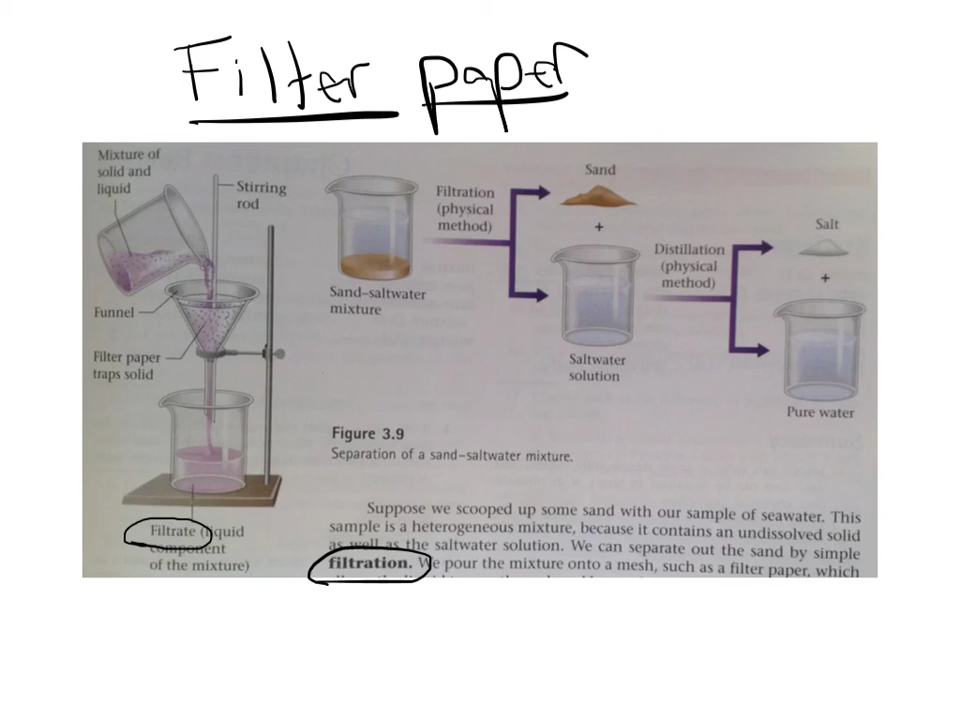 Filter paper
Mixture of
solid and
liquid
Stirring
rod
Funnel
Filter paper
traps solid
Filtrate (liquid
component
of the mixture)
Sand–saltwater
mixture
Filtration
(physical
method)
Sand
+
Saltwater
solution
Distillation
(physical
method)
Salt
+
Pure water
Figure 3.9
Separation of a sand–saltwater mixture.
Suppose we scooped up some sand with our sample of seawater. This
sample is a heterogeneous mixture, because it contains an undissolved solid
as well as the saltwater solution. We can separate out the sand by simple
filtration. We pour the mixture onto a mesh, such as a filter paper, which